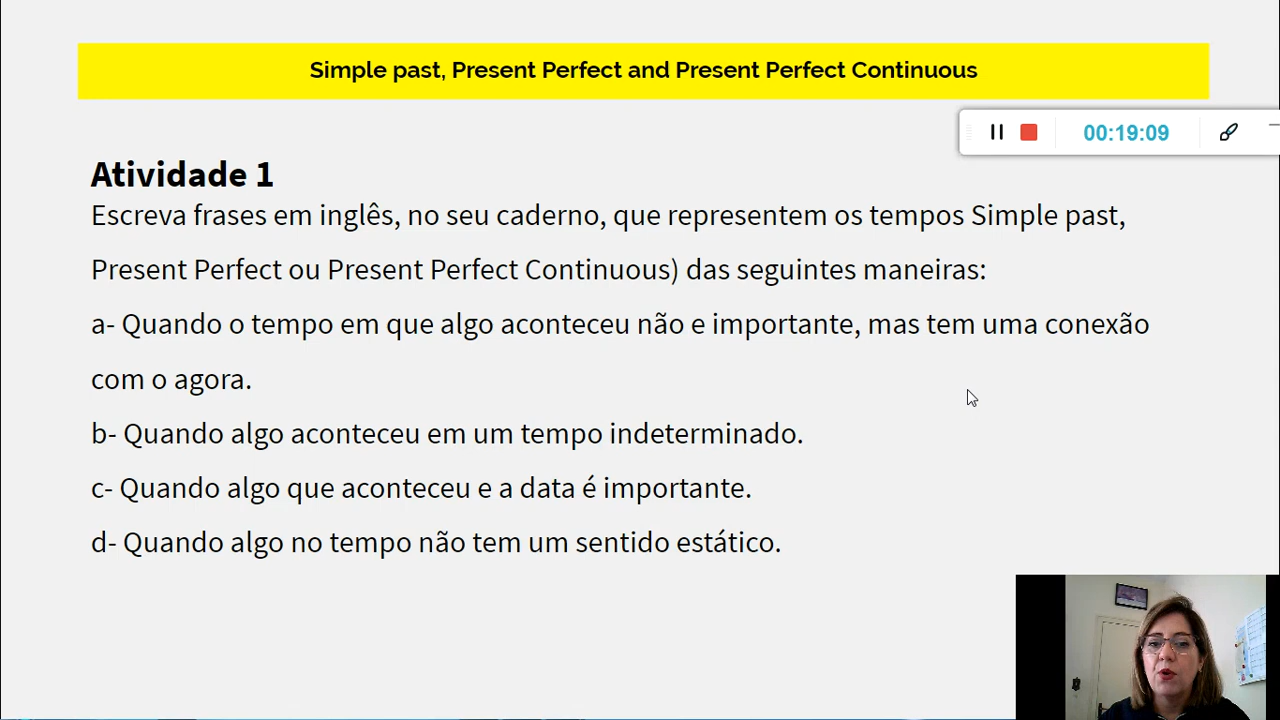 Simple past, Present Perfect and Present Perfect Continuous
00:19:09
Atividade 1
Escreva frases em inglês, no seu caderno, que representem os tempos Simple past,
Present Perfect ou Present Perfect Continuous) das seguintes maneiras:
a- Quando o tempo em que algo aconteceu não e importante, mas tem uma conexão
com o agora.
b- Quando algo aconteceu em um tempo indeterminado.
c- Quando algo que aconteceu e a data é importante.
d- Quando algo no tempo não tem um sentido estático.